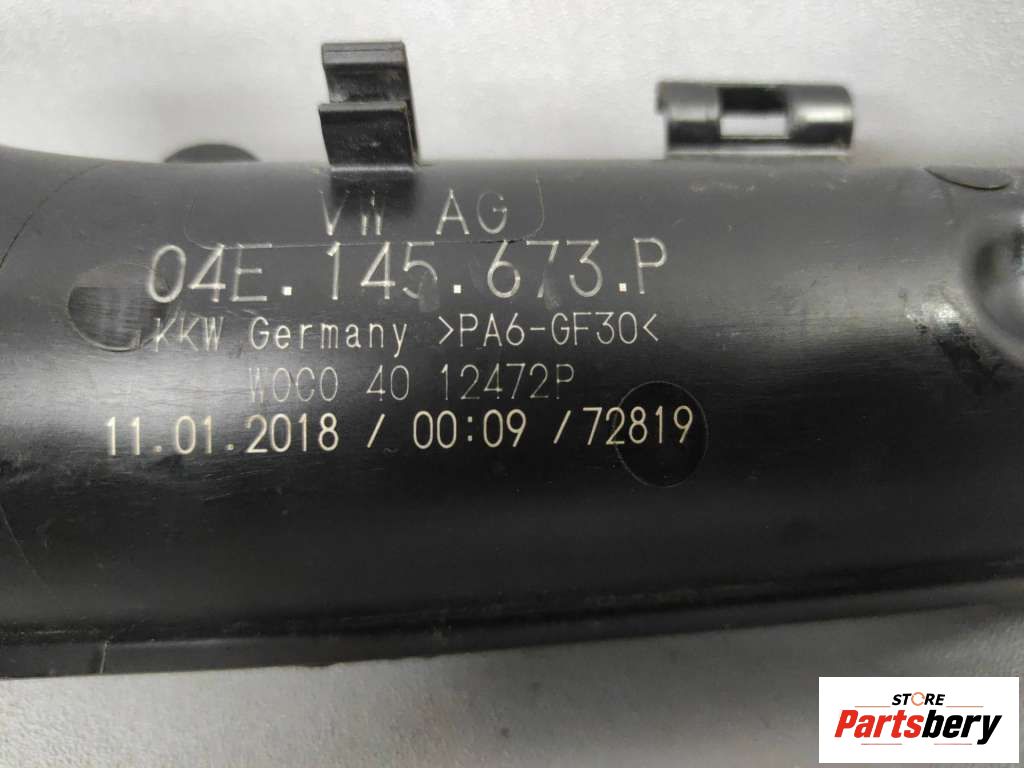 VW AG
04E.145.673.P
KKW Germany >PA6-GF30<
WOCO 40 12472P
11.01.2018 / 00:09 /72819
STORE
Partsbery